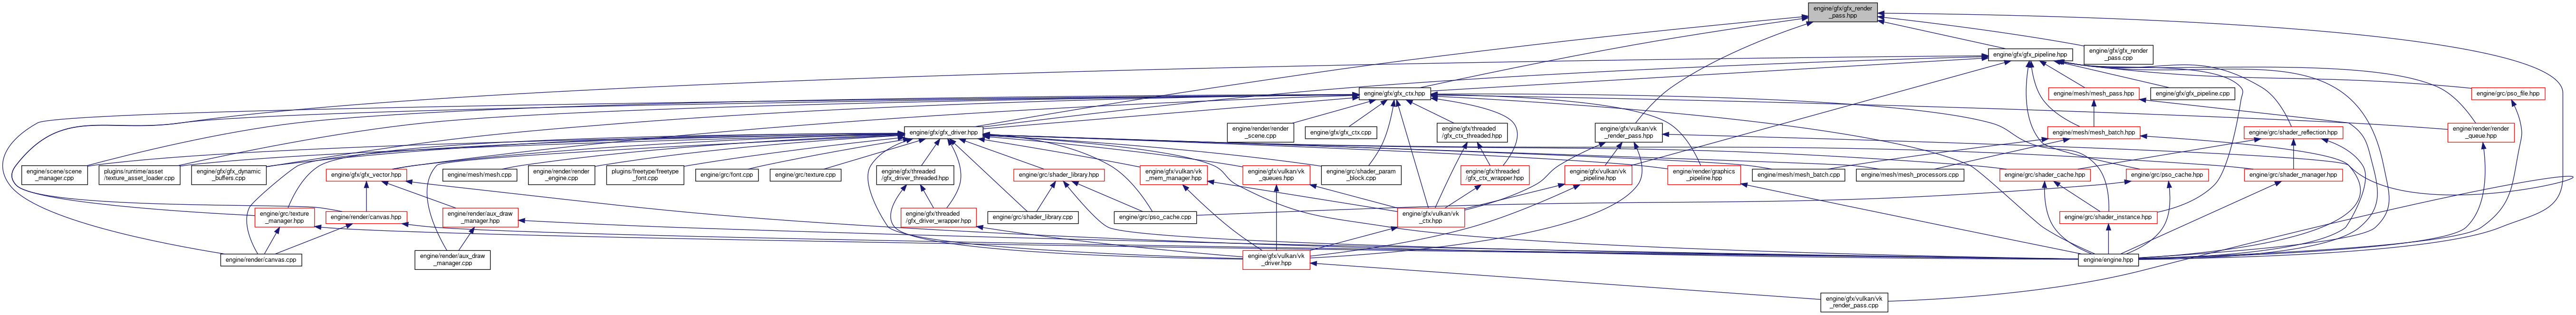 engine/gfx/gfx_render
_pass.hpp
engine/gfx/gfx_pipeline.hpp
engine/gfx/gfx_render
_pass.cpp
engine/gfx/gfx_ctx.hpp
engine/mesh/mesh_pass.hpp
engine/gfx/gfx_pipeline.cpp
engine/grc/pso_file.hpp
engine/gfx/gfx_driver.hpp
engine/render/render
_scene.cpp
engine/gfx/gfx_ctx.cpp
engine/gfx/threaded
/gfx_ctx_threaded.hpp
engine/gfx/vulkan/vk
_render_pass.hpp
engine/mesh/mesh_batch.hpp
engine/grc/shader_reflection.hpp
engine/render/render
_queue.hpp
engine/scene/scene
_manager.cpp
plugins/runtime/asset
/texture_asset_loader.cpp
engine/gfx/gfx_dynamic
_buffers.cpp
engine/gfx/gfx_vector.hpp
engine/mesh/mesh.cpp
engine/render/render
_engine.cpp
plugins/freetype/freetype
_font.cpp
engine/grc/font.cpp
engine/grc/texture.cpp
engine/gfx/threaded
/gfx_driver_threaded.hpp
engine/grc/shader_library.hpp
engine/gfx/vulkan/vk
_mem_manager.hpp
engine/gfx/vulkan/vk
_queues.hpp
engine/grc/shader_param
_block.cpp
engine/gfx/threaded
/gfx_ctx_wrapper.hpp
engine/gfx/vulkan/vk
_pipeline.hpp
engine/render/graphics
_pipeline.hpp
engine/mesh/mesh_batch.cpp
engine/mesh/mesh_processors.cpp
engine/grc/shader_cache.hpp
engine/grc/pso_cache.hpp
engine/grc/shader_manager.hpp
engine/grc/texture
_manager.hpp
engine/render/canvas.hpp
engine/render/aux_draw
_manager.hpp
engine/gfx/threaded
/gfx_driver_wrapper.hpp
engine/grc/shader_library.cpp
engine/grc/pso_cache.cpp
engine/gfx/vulkan/vk
_ctx.hpp
engine/grc/shader_instance.hpp
engine/render/canvas.cpp
engine/render/aux_draw
_manager.cpp
engine/gfx/vulkan/vk
_driver.hpp
engine/engine.hpp
engine/gfx/vulkan/vk
_render_pass.cpp